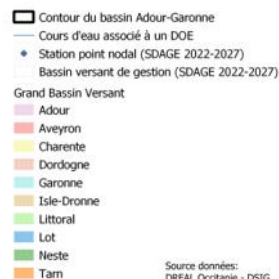 Contour du bassin Adour-Garonne
Cours d'eau associé à un DOE
Station point nodal (SDAGE 2022-2027)
Bassin versant de gestion (SDAGE 2022-2027)
Grand Bassin Versant
Adour
Aveyron
Charente
Dordogne
Garonne
Isle-Dronne
Littoral
Lot
Neste
Tarn
Source données:
DREAL Occitanie - DSIG